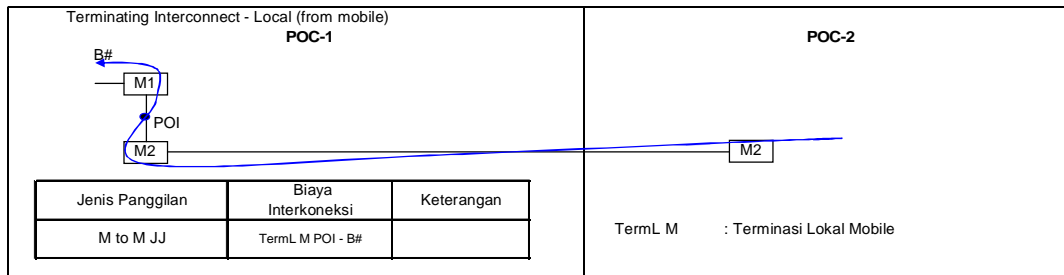 Terminating Interconnect - Local (from mobile)
POC-1
POC-2
B#
M1
POI
M2
M2
Jenis Panggilan
Biaya
Interkoneksi
Keterangan
M to M JJ
TermL M POI - B#
TermL M : Terminasi Lokal Mobile